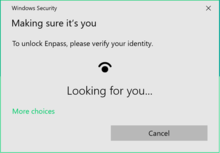 Windows Security
Making sure it's you
To unlock Enpass, please verify your identity.
Looking for you...
More choices
Cancel